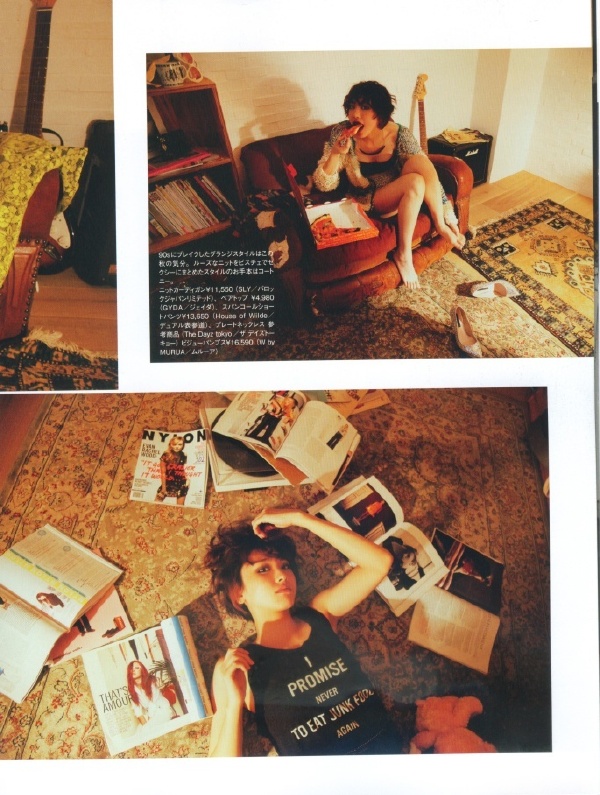 90sにブレイクしたグランジスタイルはこの
秋の気分。ルーズなニットをビスチェでセ
クシーにまとめたスタイルのお手本はコート
ニー。
ニットカーディガン¥11,550（SLY／バロッ
クジャパンリミテッド）、ベアトップ ¥4,980
（GYDA／ジェイダ）、スパンコールショー
トパンツ¥13,650（House of Wilde／
デュアル表参道）、プレートネックレス 参
考商品（The Dayz tokyo／ザ デイズトー
キョー）ビジューパンプス¥16,590（W by
MURUA／ムルーア）
Marshall
NYLON
EVAN
RACHEL
WOOD
THAT'S
AMOUR
I
PROMISE
NEVER
TO EAT JUNK FOOD
AGAIN